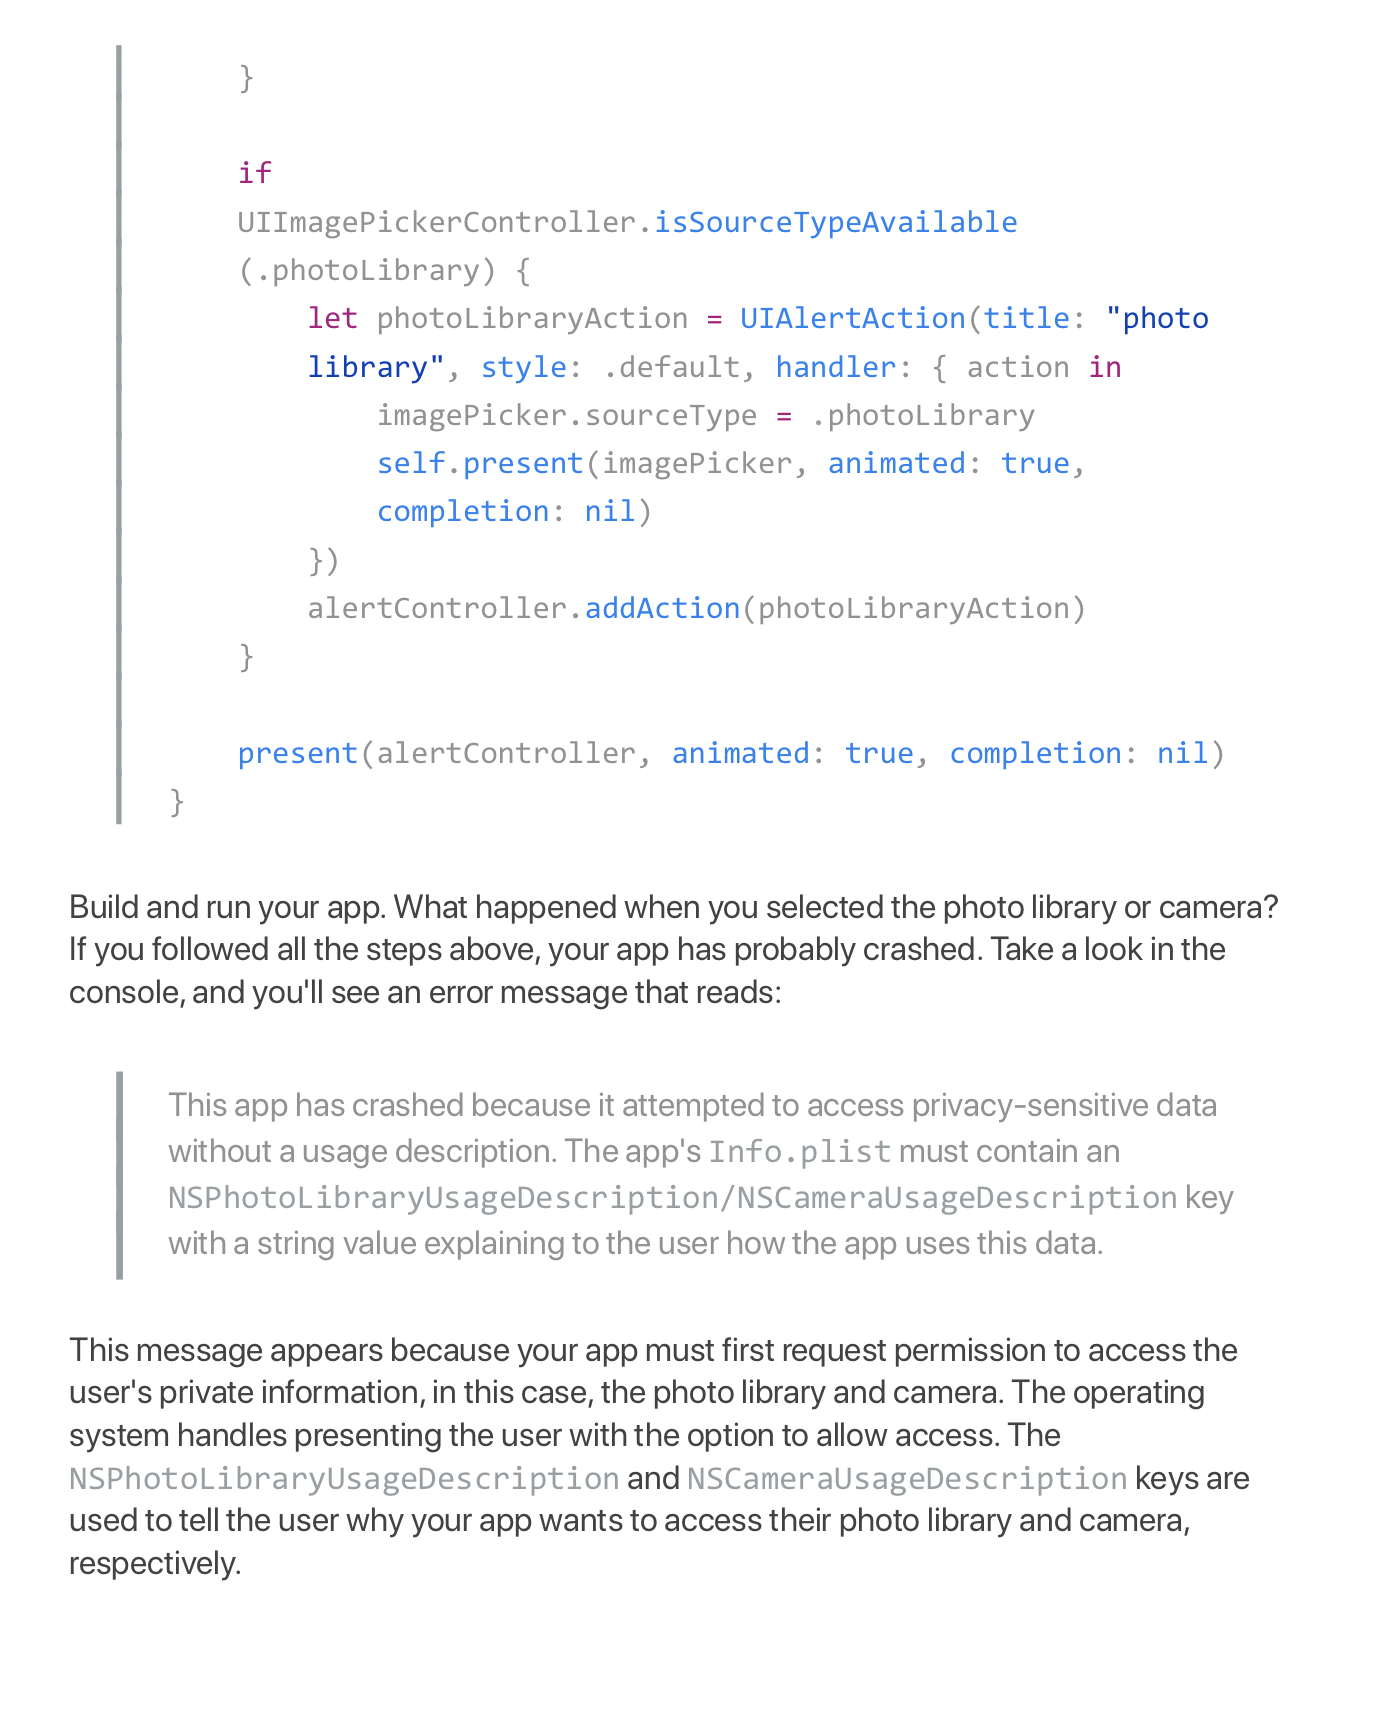 }
if
UIImagePickerController.isSourceTypeAvailable
(.photoLibrary) {
let photoLibraryAction = UIAlertAction(title: "photo
library", style: .default, handler: { action in
imagePicker.sourceType = .photoLibrary
self.present(imagePicker, animated: true,
completion: nil)
})
alertController.addAction(photoLibraryAction)
}
present(alertController, animated: true, completion: nil)
}
Build and run your app. What happened when you selected the photo library or camera?
If you followed all the steps above, your app has probably crashed. Take a look in the
console, and you'll see an error message that reads:
This app has crashed because it attempted to access privacy-sensitive data
without a usage description. The app's Info.plist must contain an
NSPhotoLibraryUsageDescription/NSCameraUsageDescription key
with a string value explaining to the user how the app uses this data.
This message appears because your app must first request permission to access the
user's private information, in this case, the photo library and camera. The operating
system handles presenting the user with the option to allow access. The
NSPhotoLibraryUsageDescription and NSCameraUsageDescription keys are
used to tell the user why your app wants to access their photo library and camera,
respectively.